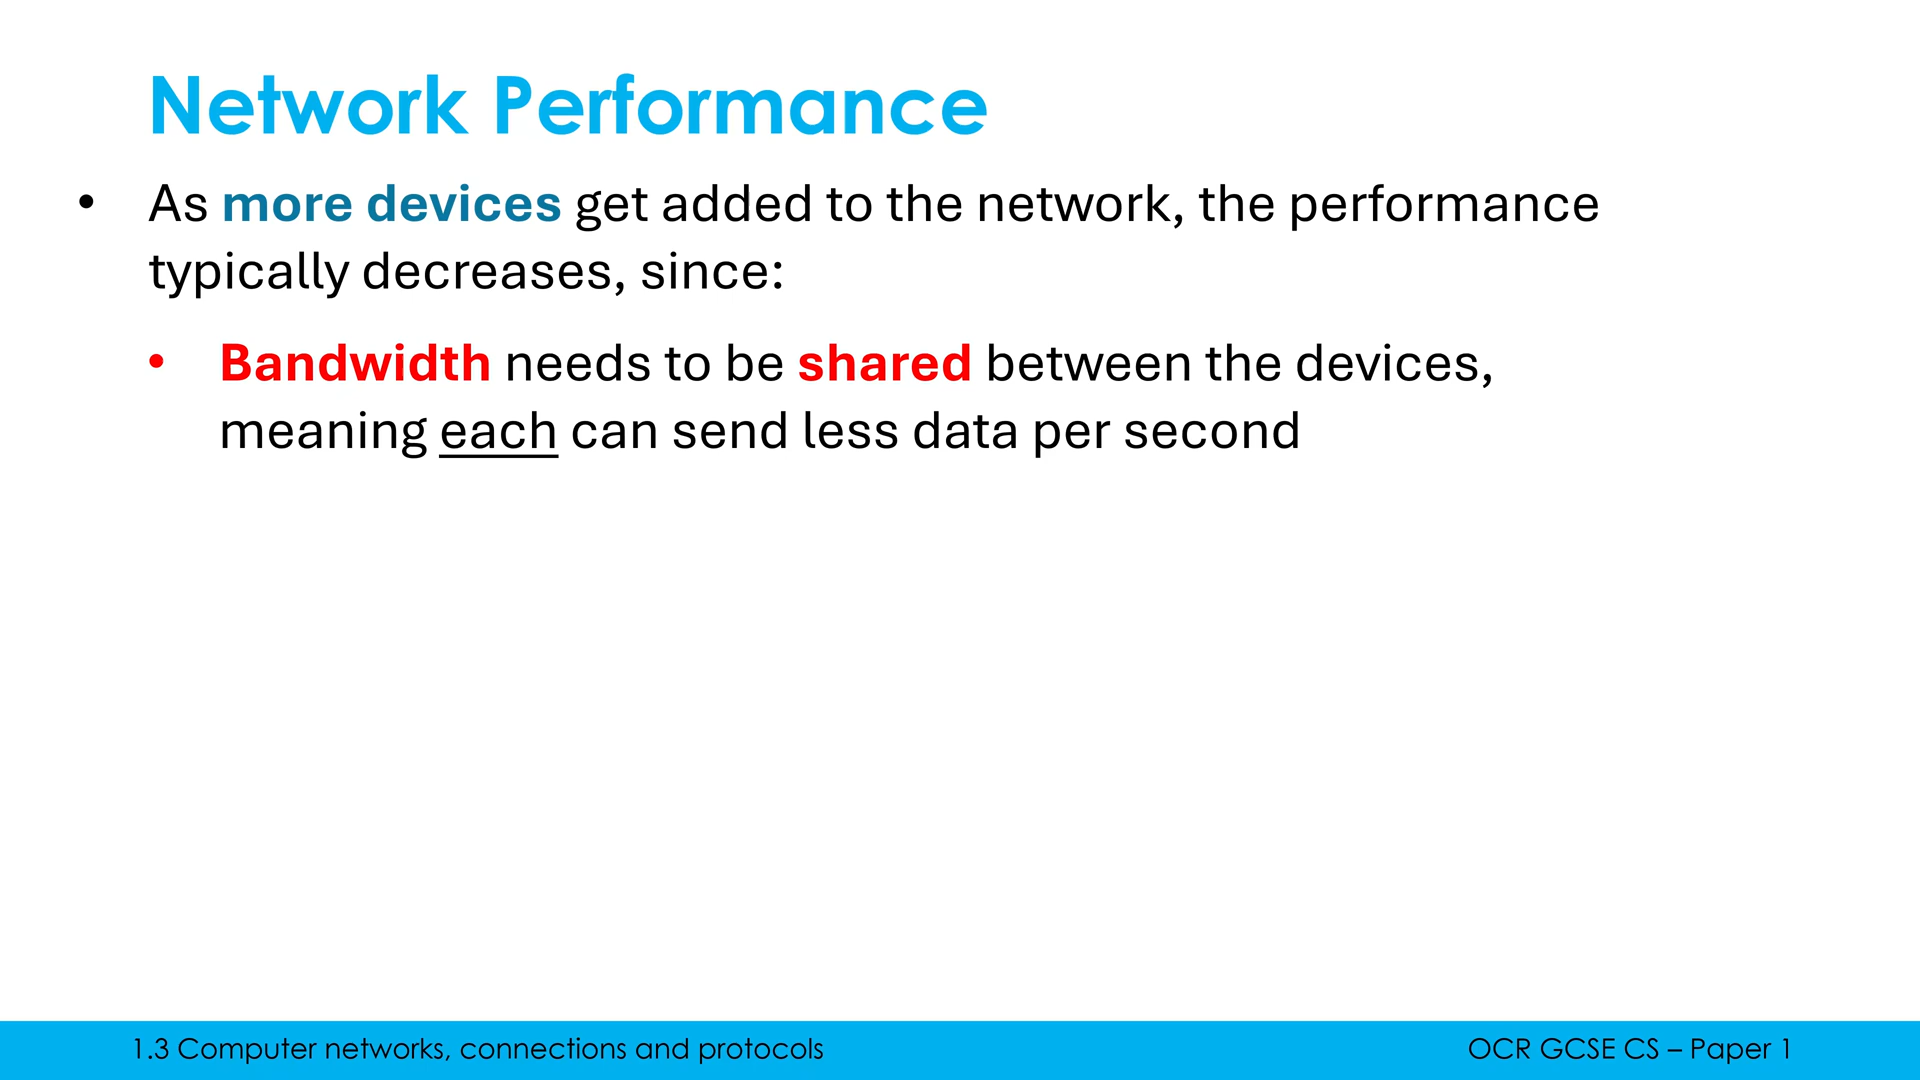 Network Performance
• As more devices get added to the network, the performance
typically decreases, since:
• Bandwidth needs to be shared between the devices,
meaning each can send less data per second
1.3 Computer networks, connections and protocols
OCR GCSE CS – Paper 1